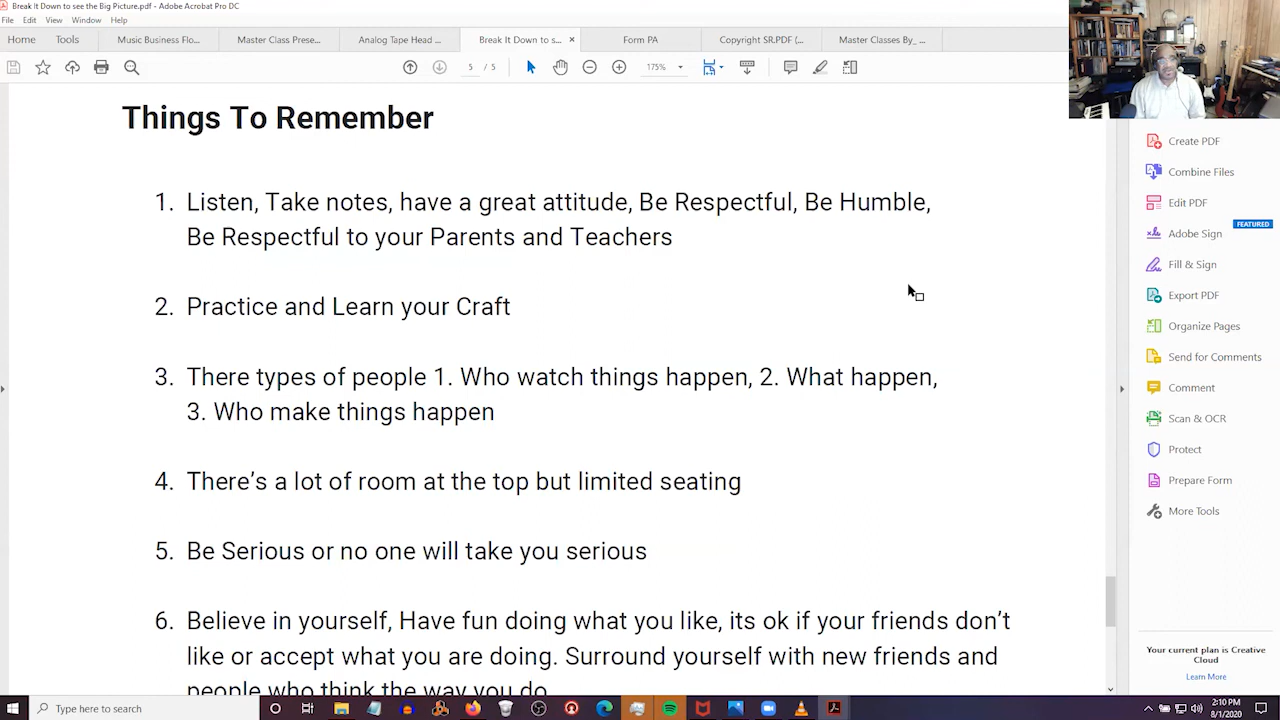 Break It Down to see the Big Picture.pdf - Adobe Acrobat Pro DC
File Edit View Window Help
Home Tools Music Business Flo... Master Class Prese... Analog Tape Break It Down to s... × Form PA Copyright SR.PDF (... Master Classes By_ ...
5 / 5 175%
Things To Remember
1. Listen, Take notes, have a great attitude, Be Respectful, Be Humble,
Be Respectful to your Parents and Teachers
2. Practice and Learn your Craft
3. There types of people 1. Who watch things happen, 2. What happen,
3. Who make things happen
4. There's a lot of room at the top but limited seating
5. Be Serious or no one will take you serious
6. Believe in yourself, Have fun doing what you like, its ok if your friends don't
like or accept what you are doing. Surround yourself with new friends and
people who think the way you do
Create PDF
Combine Files
Edit PDF
FEATURED
Adobe Sign
Fill & Sign
Export PDF
Organize Pages
Send for Comments
Comment
Scan & OCR
Protect
Prepare Form
More Tools
Your current plan is Creative
Cloud
Learn More
Type here to search
2:10 PM
8/1/2020